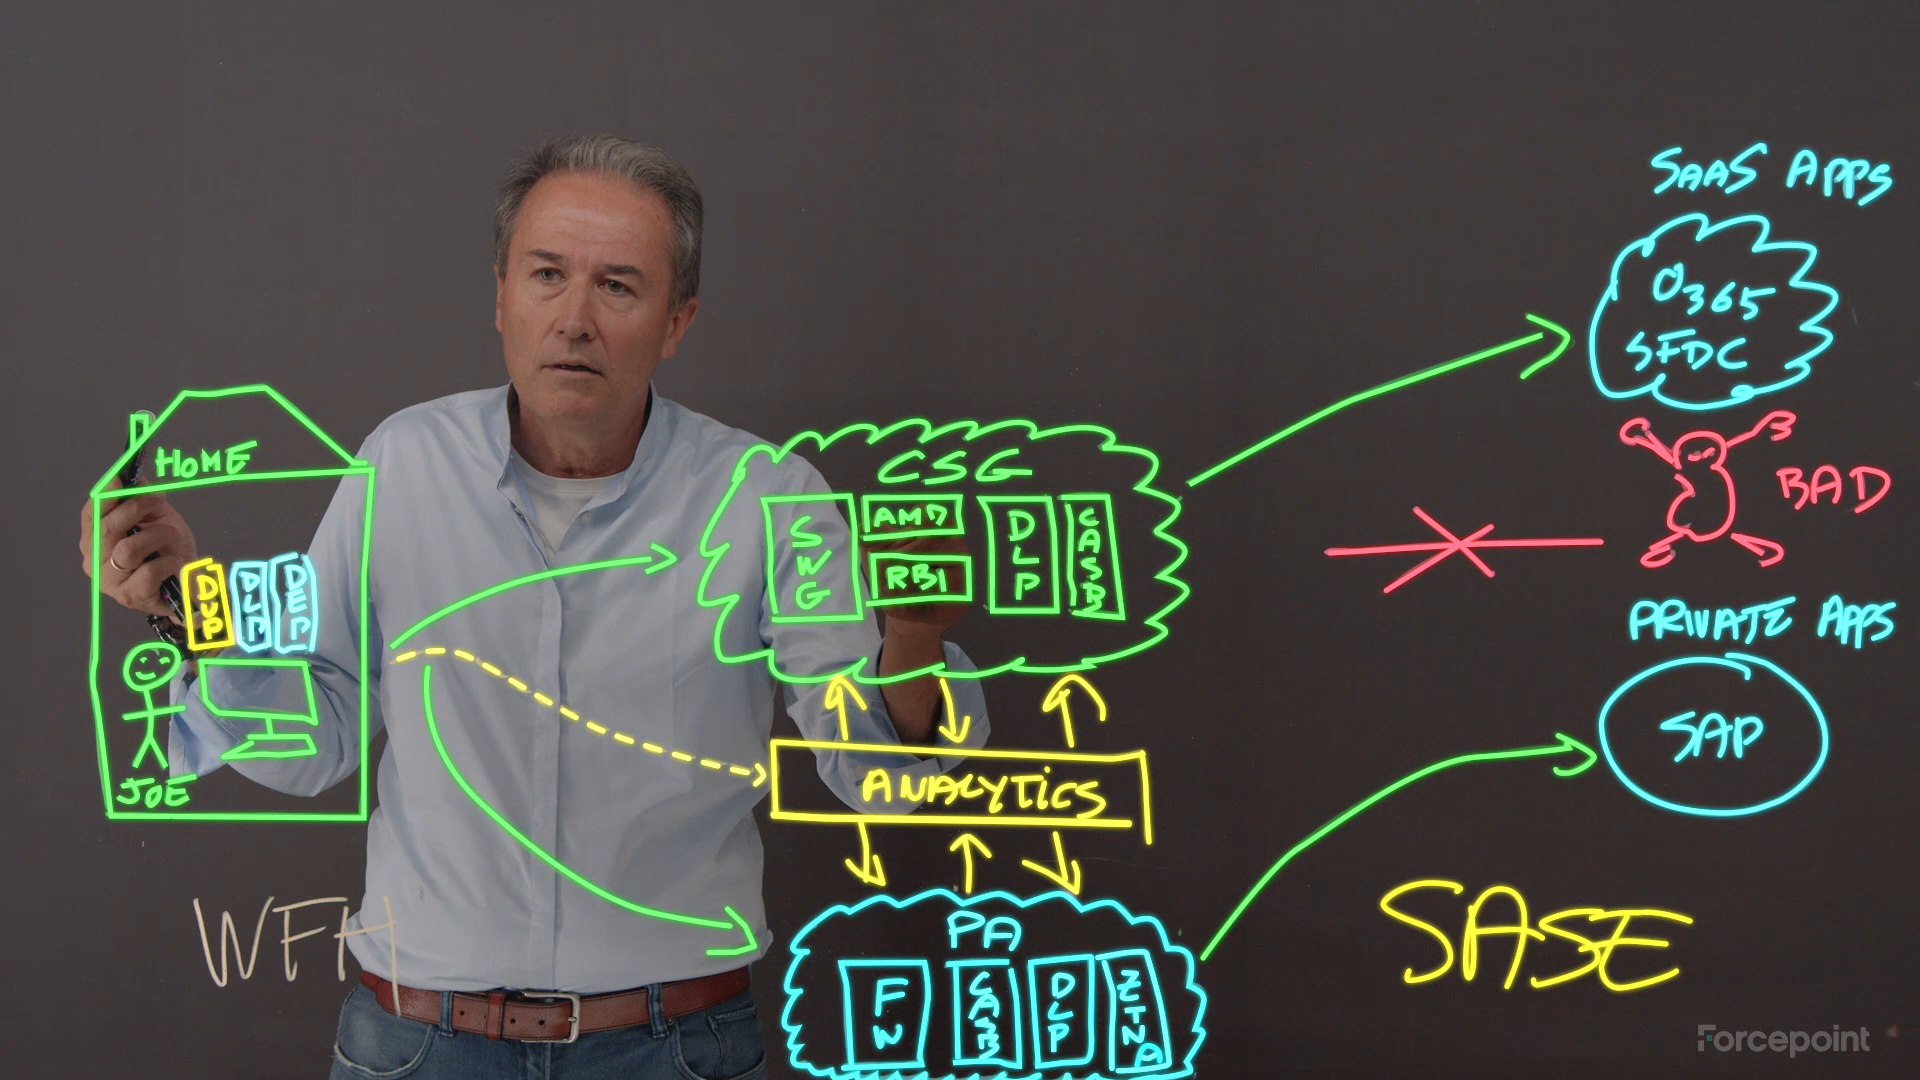 SAAS APPS
O365
SFDC
HOME
CSG
SWG
AMD
RBI
DLP
CASB
BAD
DUP
DLP
DEP
PRIVATE APPS
SAP
JOE
ANALYTICS
WFH
SASE
PA
FW
CASB
DLP
ZTNA
Forcepoint